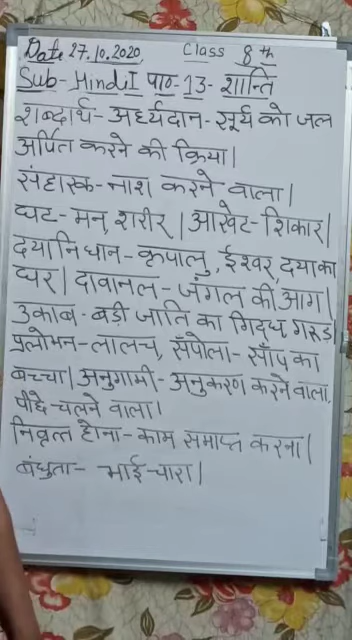 Date 27.10.2020 Class 8th
Sub-HindI पाठ-13-शान्ति
शब्दार्थ-अर्घ्यदान-सूर्य को जल
अर्पित करने की क्रिया।
संहारक-नाश करने वाला।
घट-मन, शरीर।आखेट-शिकार।
दयानिधान-कृपालु, ईश्वर, दया का
घर।दावानल-जंगल की आग।
उकाब-बड़ी जाति का गिद्ध, गरुड़।
प्रलोभन-लालच, सँपोला-साँप का
बच्चा।अनुगामी-अनुकरण करने वाला,
पीछे चलने वाला।
निवृत्त होना-काम समाप्त करना।
बंधुता-भाई-चारा।